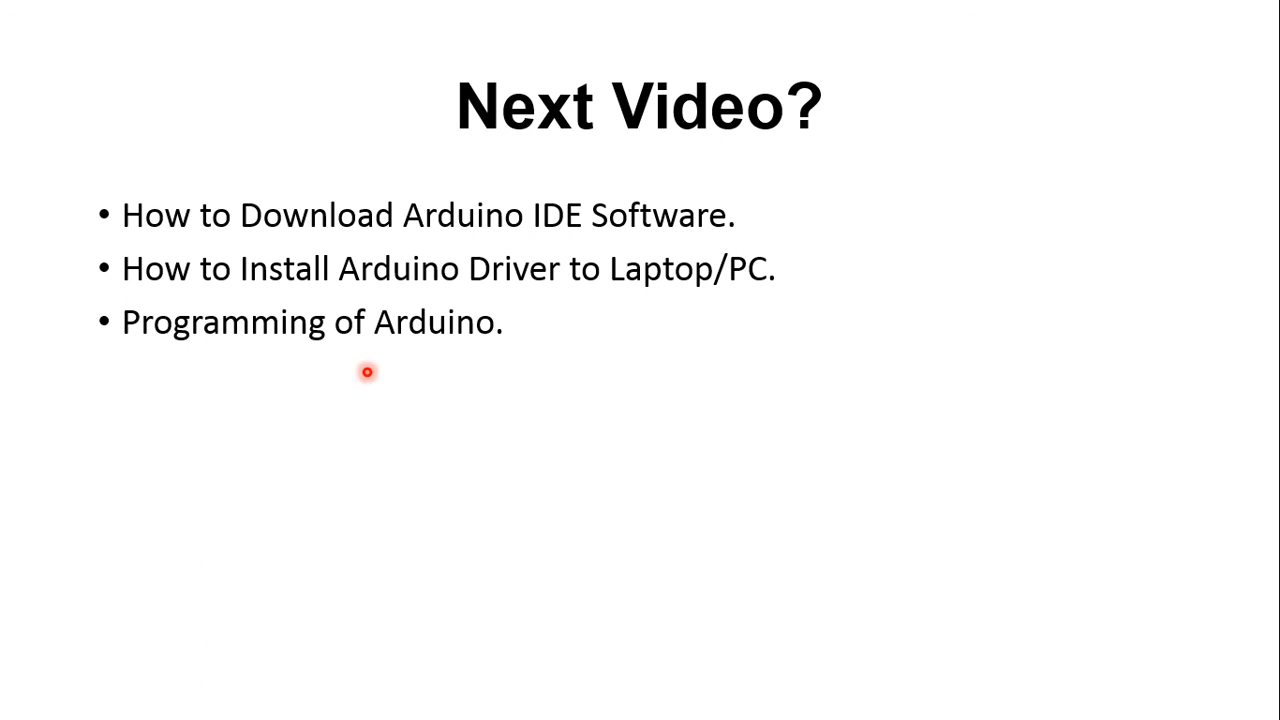 Next Video?
• How to Download Arduino IDE Software.
• How to Install Arduino Driver to Laptop/PC.
• Programming of Arduino.